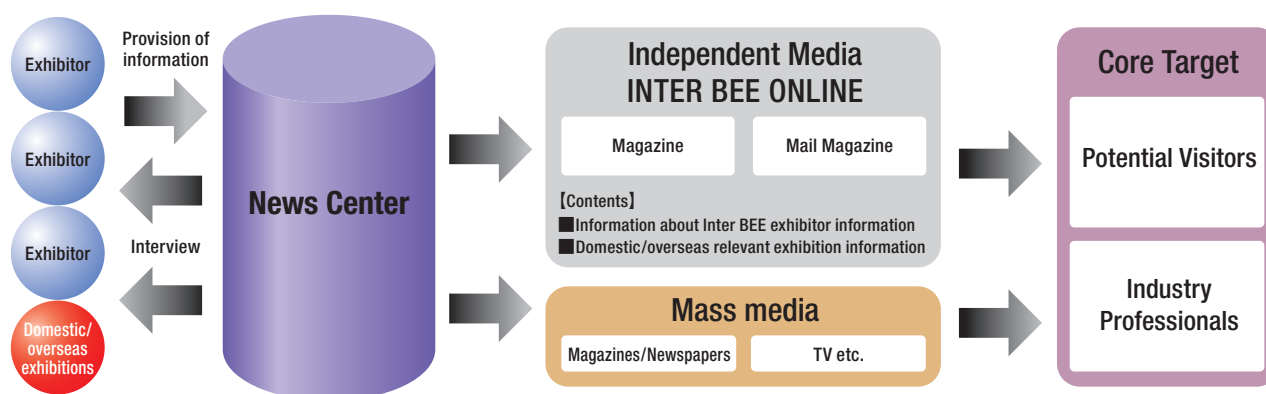 Exhibitor
Exhibitor
Exhibitor
Domestic/
overseas
exhibitions
Provision of
information
Interview
News Center
Independent Media
INTER BEE ONLINE
Magazine
Mail Magazine
【Contents】
■Information about Inter BEE exhibitor information
■Domestic/overseas relevant exhibition information
Mass media
Magazines/Newspapers
TV etc.
Core Target
Potential Visitors
Industry
Professionals